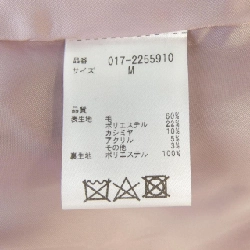 品番 017-2255910
サイズ M
品質
表生地 毛 60%
ポリエステル 22%
カシミヤ 10%
アクリル 5%
その他 3%
裏生地 ポリエステル 100%